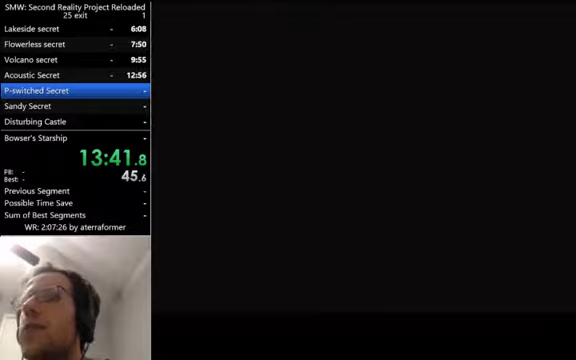 SMW: Second Reality Project Reloaded
25 exit 1
Lakeside secret - 6:08
Flowerless secret - 7:50
Volcano secret - 9:55
Acoustic Secret - 12:56
P-switched Secret -
Sandy Secret -
Disturbing Castle -
Bowser's Starship -
13:41.8
PB: -
Best: - 45.6
Previous Segment -
Possible Time Save -
Sum of Best Segments -
WR: 2:07:26 by aterraformer